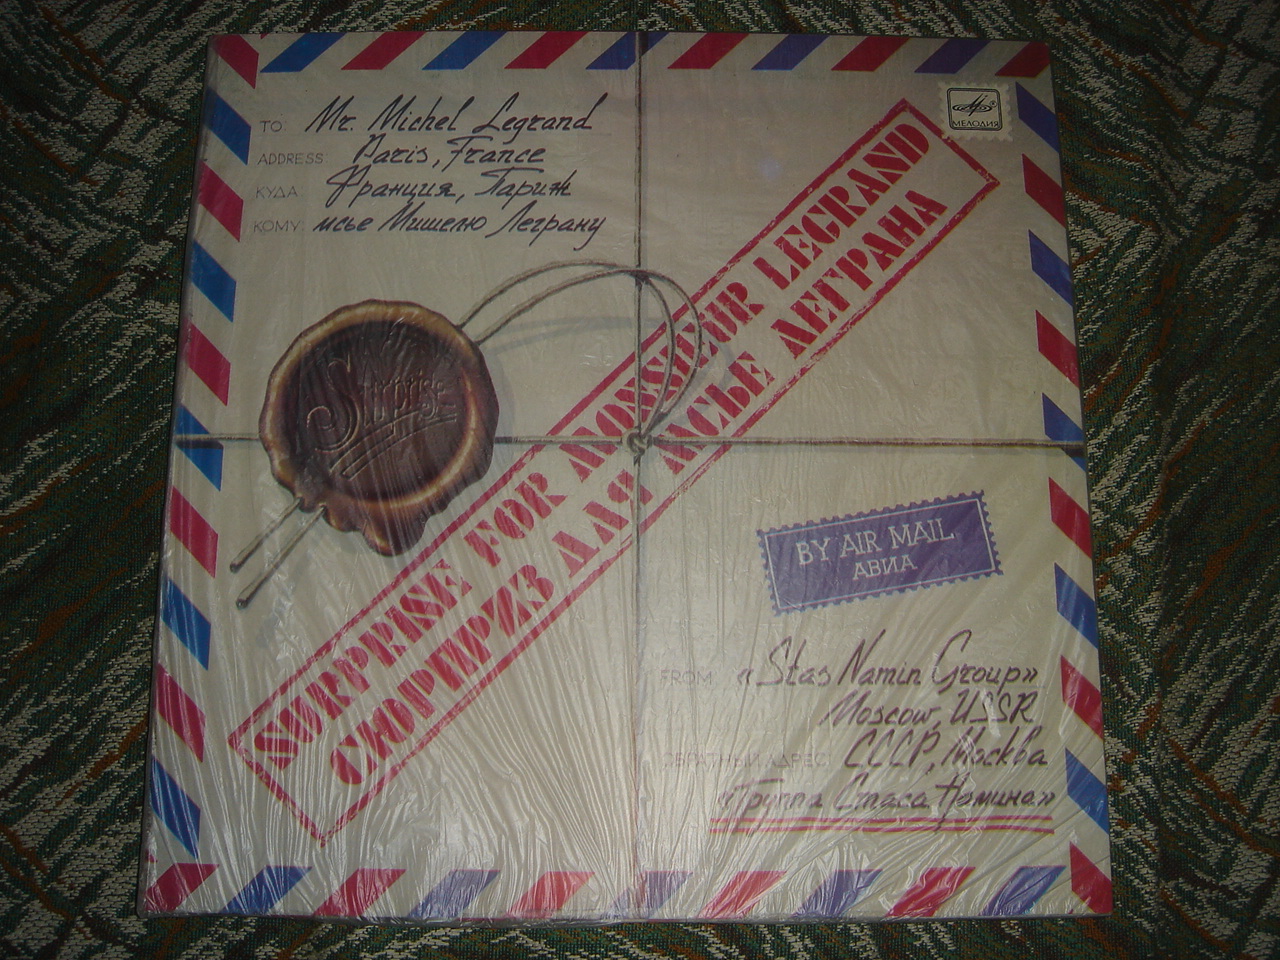 TO: Mr. Michel Legrand
ADDRESS: Paris, France
КУДА: Франция, Париж
КОМУ: мсье Мишелю Леграну
МЕЛОДИЯ
SURPRISE FOR MONSIEUR LEGRAND
СЮРПРИЗ ДЛЯ МСЬЕ ЛЕГРАНА
Surprise
BY AIR MAIL
АВИА
FROM: «Stas Namin Group»
Moscow, USSR
ОБРАТНЫЙ АДРЕС: СССР, Москва
«Группа Стаса Намина»